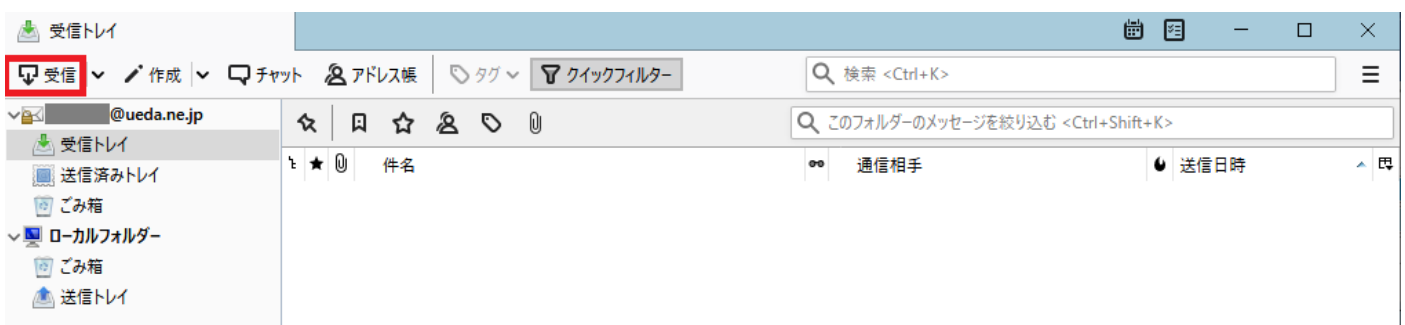 受信トレイ
受信 作成 チャット アドレス帳 タグ クイックフィルター 検索 <Ctrl+K>
@ueda.ne.jp
このフォルダーのメッセージを絞り込む <Ctrl+Shift+K>
受信トレイ
件名 通信相手 送信日時
送信済みトレイ
ごみ箱
ローカルフォルダー
ごみ箱
送信トレイ